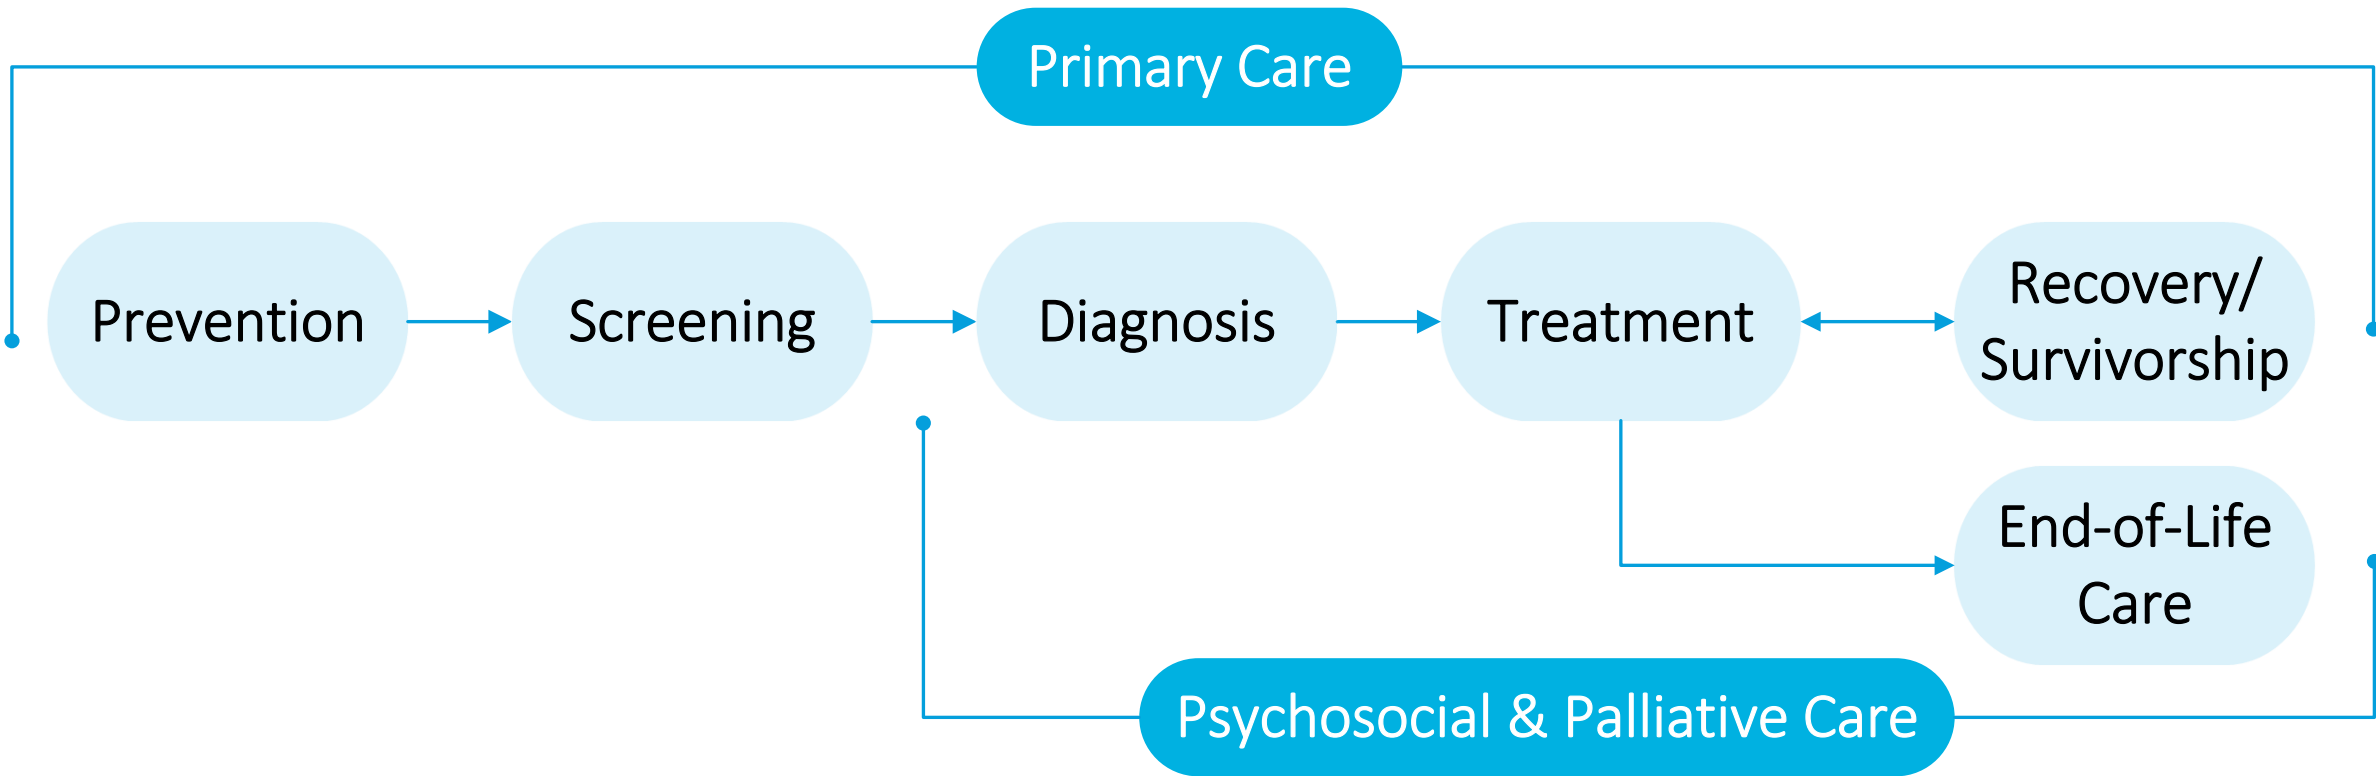 Primary Care
Prevention
Screening
Diagnosis
Treatment
Recovery/
Survivorship
End-of-Life
Care
Psychosocial & Palliative Care